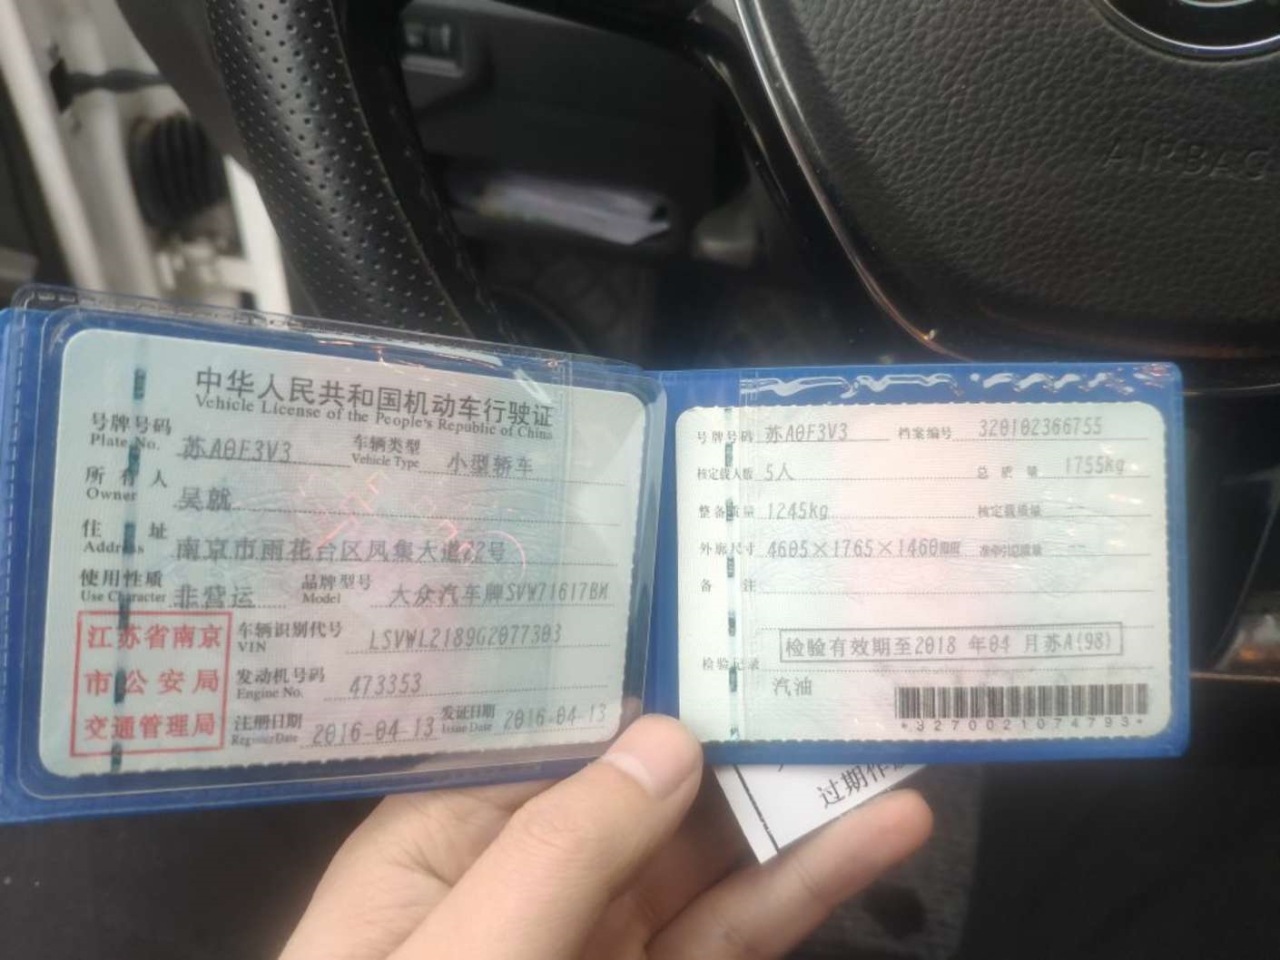 AIRBAG
中华人民共和国机动车行驶证
Vehicle License of the People's Republic of China
号牌号码 苏A0F3V3 车辆类型 小型轿车
Plate No. Vehicle Type
所有人 吴就
Owner
住址 南京市雨花台区凤集大道22号
Address
使用性质 非营运 品牌型号 大众汽车牌SVW71617BM
Use Character Model
江苏省南京
市公安局
交通管理局
车辆识别代号 LSVWL2189G2077303
VIN
发动机号码 473353
Engine No.
注册日期 2016-04-13 发证日期 2016-04-13
Register Date Issue Date
号牌号码 苏A0F3V3 档案编号 320102366755
核定载人数 5人 总质量 1755kg
整备质量 1245kg 核定载质量 --
外廓尺寸 4605×1765×1460mm 准牵引总质量 --
备注
检验有效期至2018年04月苏A(98)
检验记录
汽油
*3270021074793*
过期作